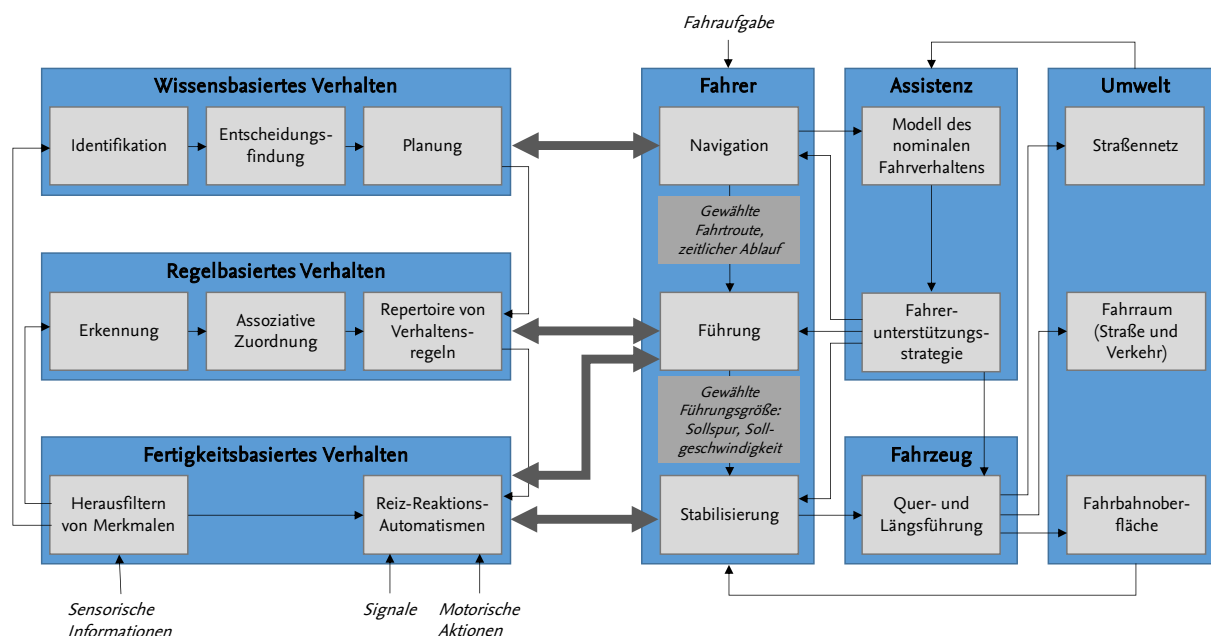 Fahraufgabe
Wissensbasiertes Verhalten
Identifikation
Entscheidungs-
findung
Planung
Regelbasiertes Verhalten
Erkennung
Assoziative
Zuordnung
Repertoire von
Verhaltens-
regeln
Fertigkeitsbasiertes Verhalten
Herausfiltern
von Merkmalen
Reiz-Reaktions-
Automatismen
Sensorische
Informationen
Signale
Motorische
Aktionen
Fahrer
Navigation
Gewählte
Fahrtroute,
zeitlicher Ablauf
Führung
Gewählte
Führungsgröße:
Sollspur, Soll-
geschwindigkeit
Stabilisierung
Assistenz
Modell des
nominalen
Fahrverhaltens
Fahrer-
unterstützungs-
strategie
Fahrzeug
Quer- und
Längsführung
Umwelt
Straßennetz
Fahrraum
(Straße und
Verkehr)
Fahrbahnober-
fläche